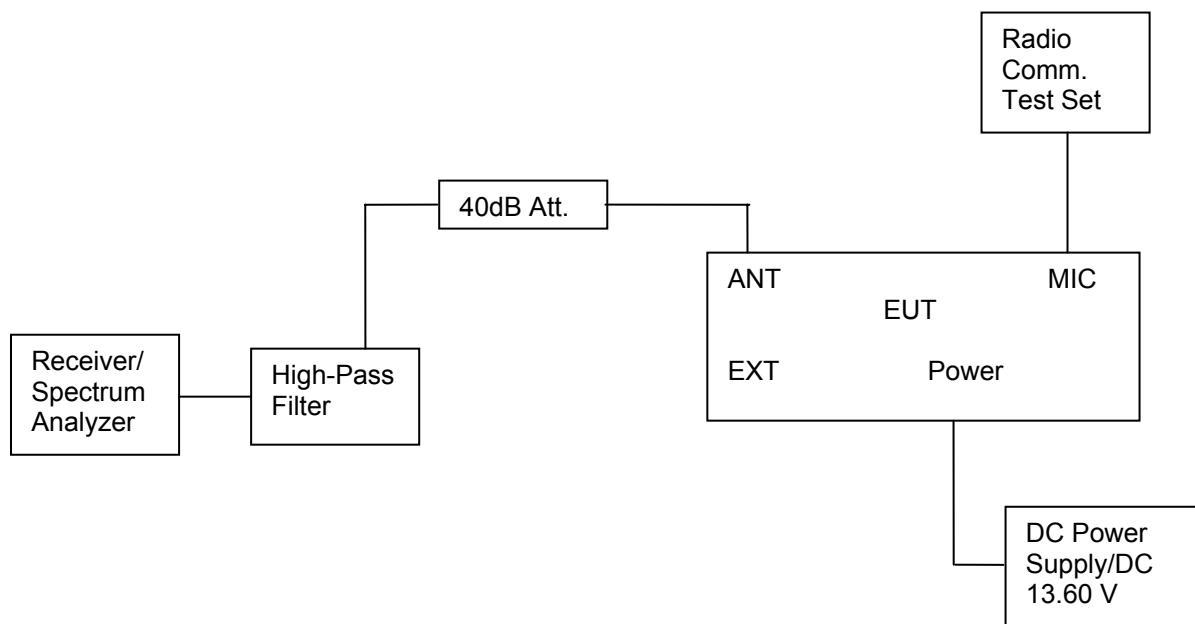 Radio
Comm.
Test Set
40dB Att.
ANT
MIC
EUT
EXT
Power
Receiver/
Spectrum
Analyzer
High-Pass
Filter
DC Power
Supply/DC
13.60 V